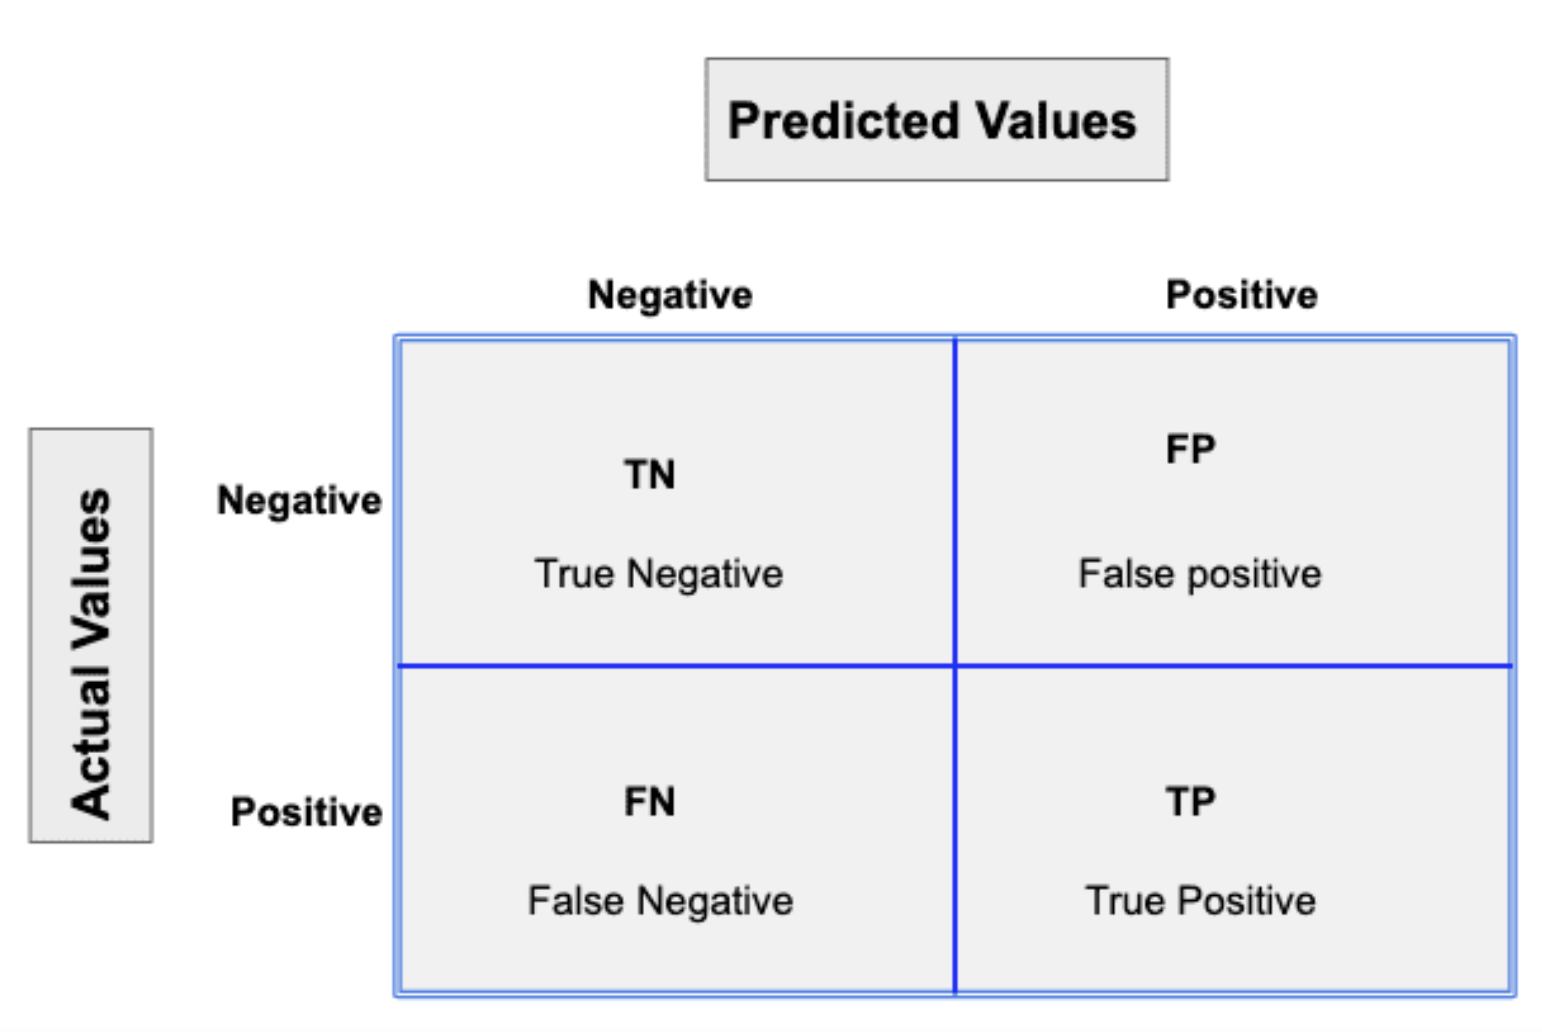 Predicted Values
Negative
Positive
Actual Values
Negative
TN
True Negative
FP
False positive
Positive
FN
False Negative
TP
True Positive